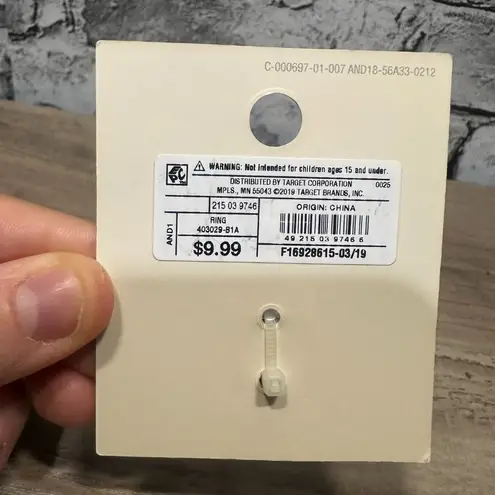 C-000697-01-007 AND18-56A33-0212
WARNING: Not intended for children ages 15 and under.
DISTRIBUTED BY TARGET CORPORATION 0025
MPLS., MN 55043 ©2019 TARGET BRANDS, INC.
215 03 9746 ORIGIN: CHINA
AND1
RING
403029-B1A
49 215 03 9746 6
$9.99 F16928615-03/19